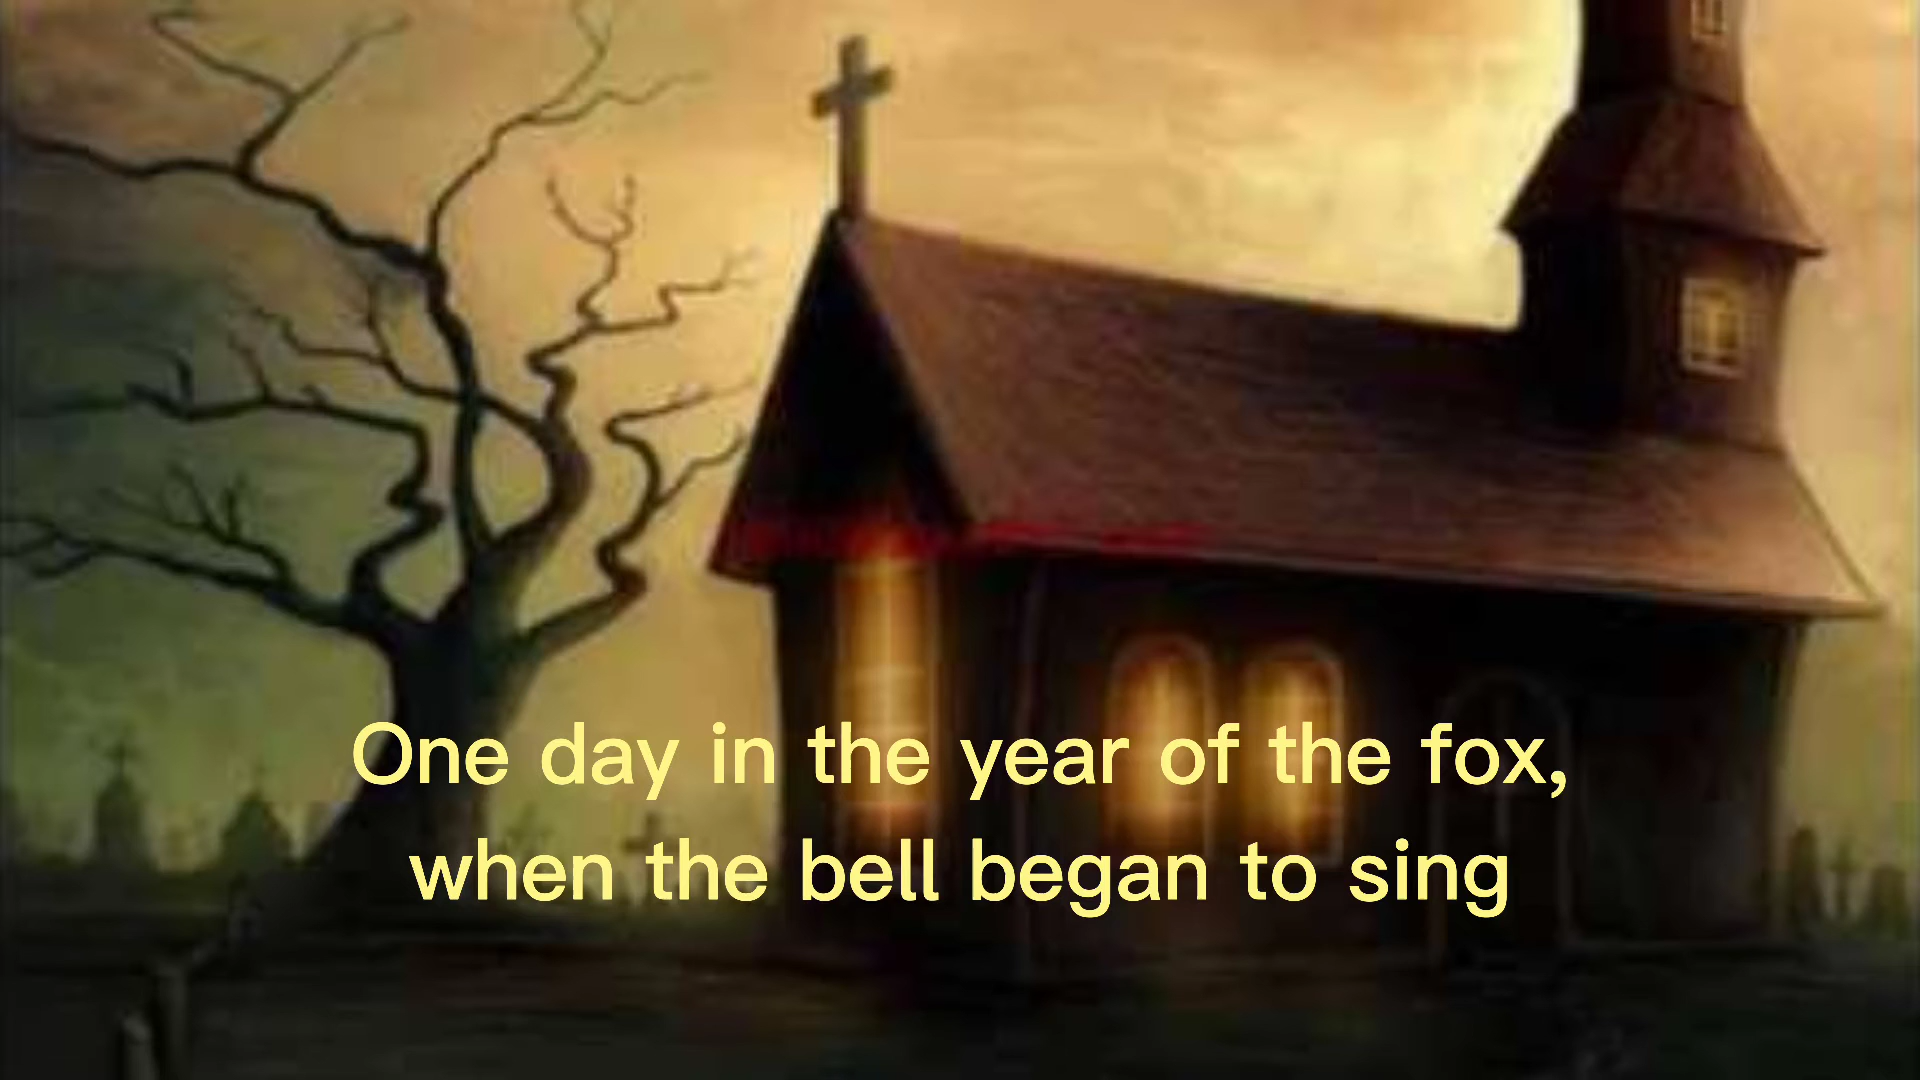 One day in the year of the fox,
when the bell began to sing